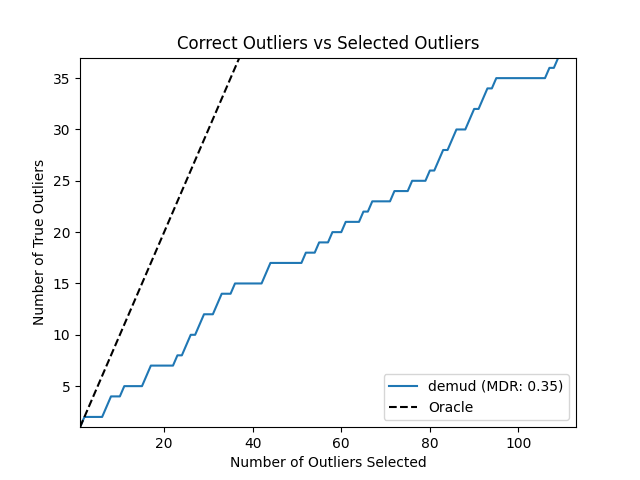 Correct Outliers vs Selected Outliers
Number of True Outliers
35
30
25
20
15
10
5
demud (MDR: 0.35)
Oracle
20 40 60 80 100
Number of Outliers Selected